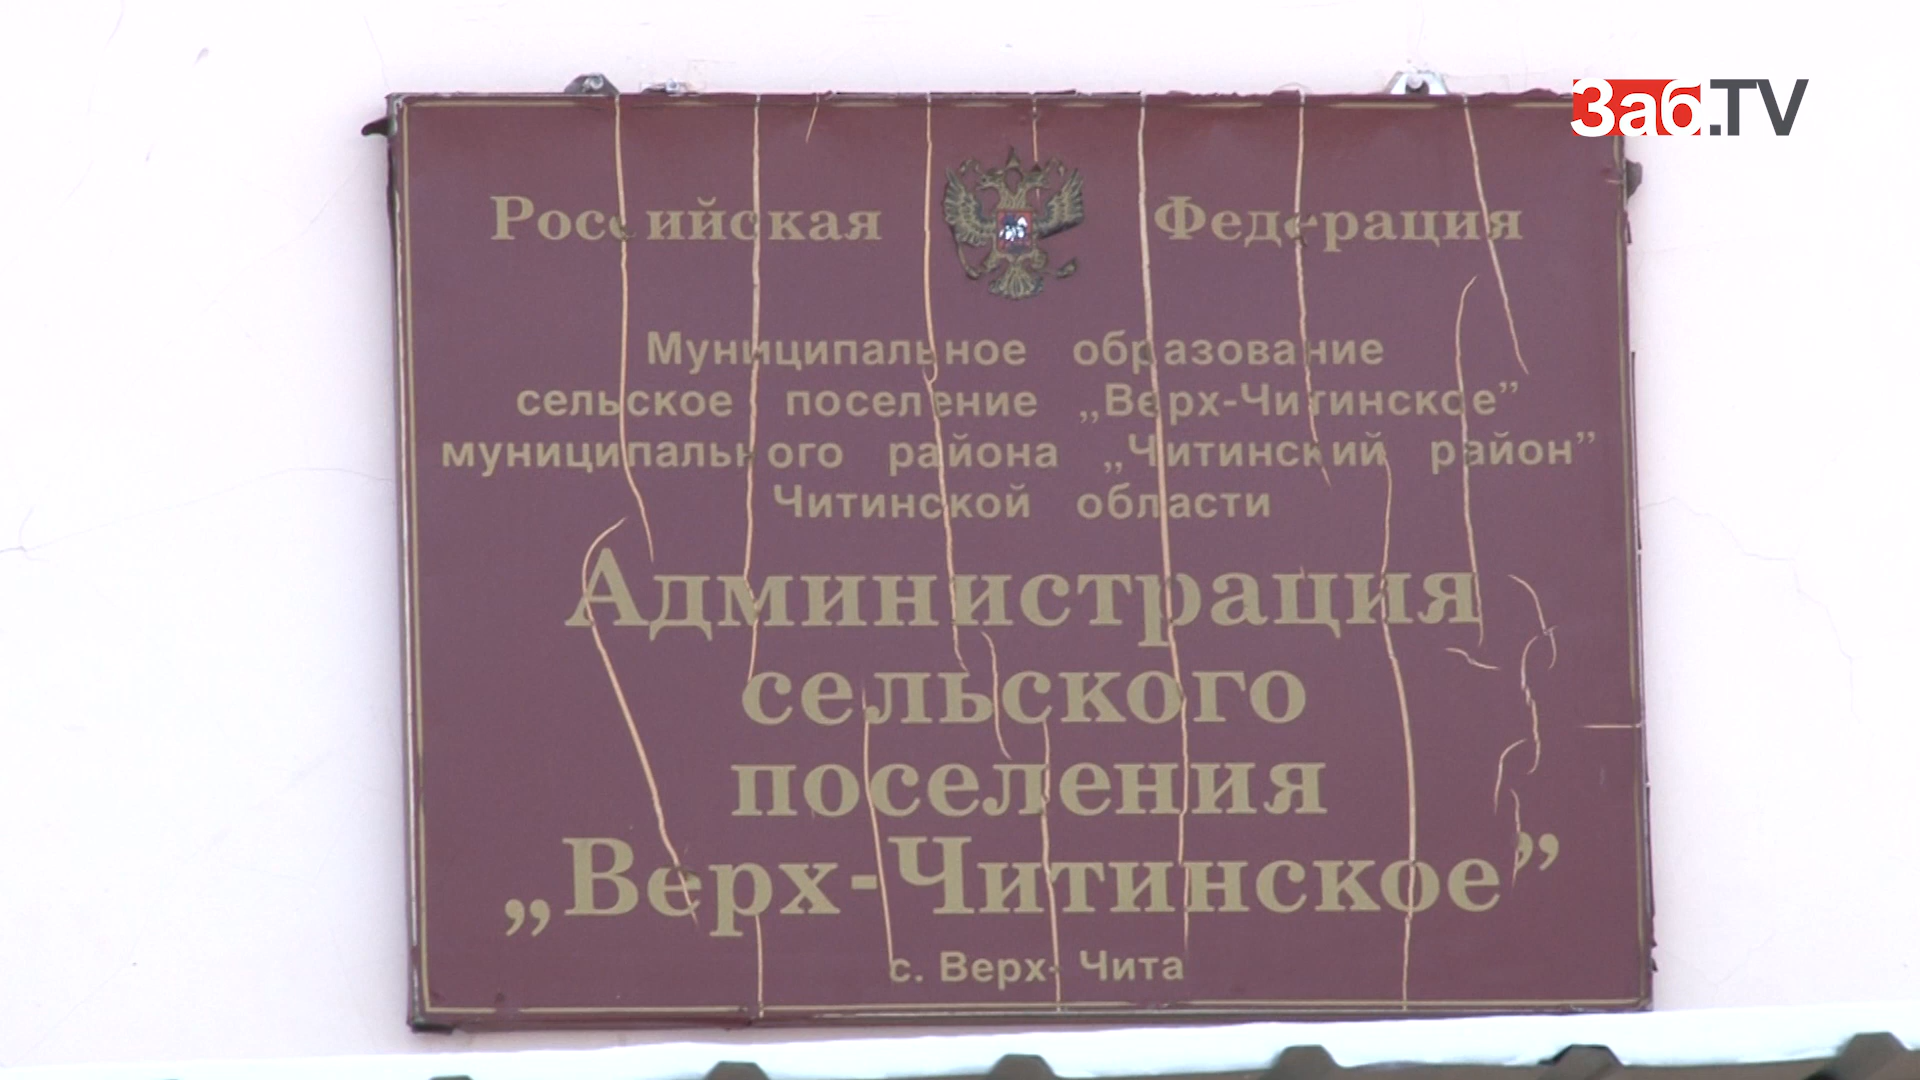 Заб.TV
Российская Федерация
Муниципальное образование
сельское поселение „Верх-Читинское”
муниципального района „Читинский район”
Читинской области
Администрация
сельского
поселения
„Верх-Читинское”
с. Верх- Чита